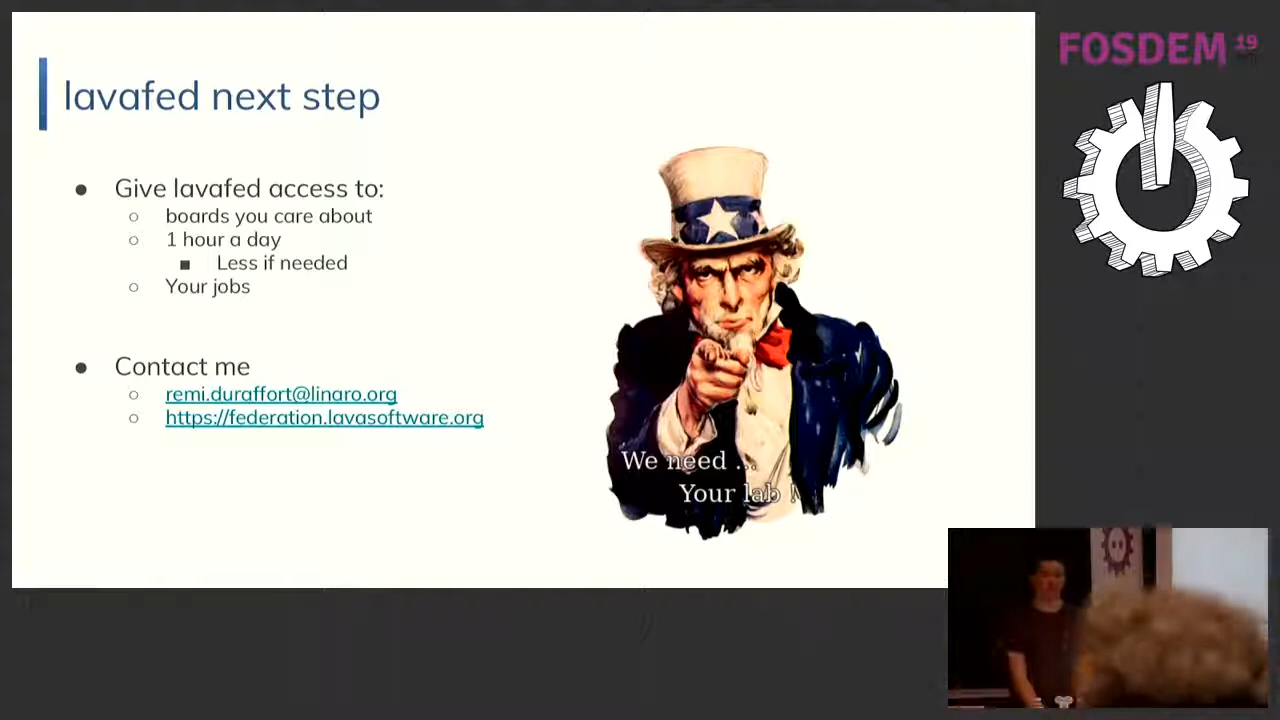 lavafed next step
Give lavafed access to:
boards you care about
1 hour a day
Less if needed
Your jobs
Contact me
remi.duraffort@linaro.org
https://federation.lavasoftware.org
We need ...
Your lab !
FOSDEM 19